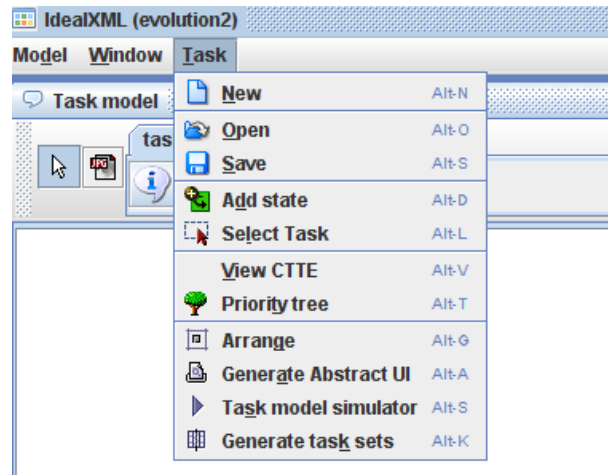 IdealXML (evolution2)
Model Window Task
Task model
New Alt-N
tas
Open Alt-O
JPG
Save Alt-S
Add state Alt-D
Select Task Alt-L
View CTTE Alt-V
Priority tree Alt-T
Arrange Alt-G
Generate Abstract UI Alt-A
Task model simulator Alt-S
Generate task sets Alt-K